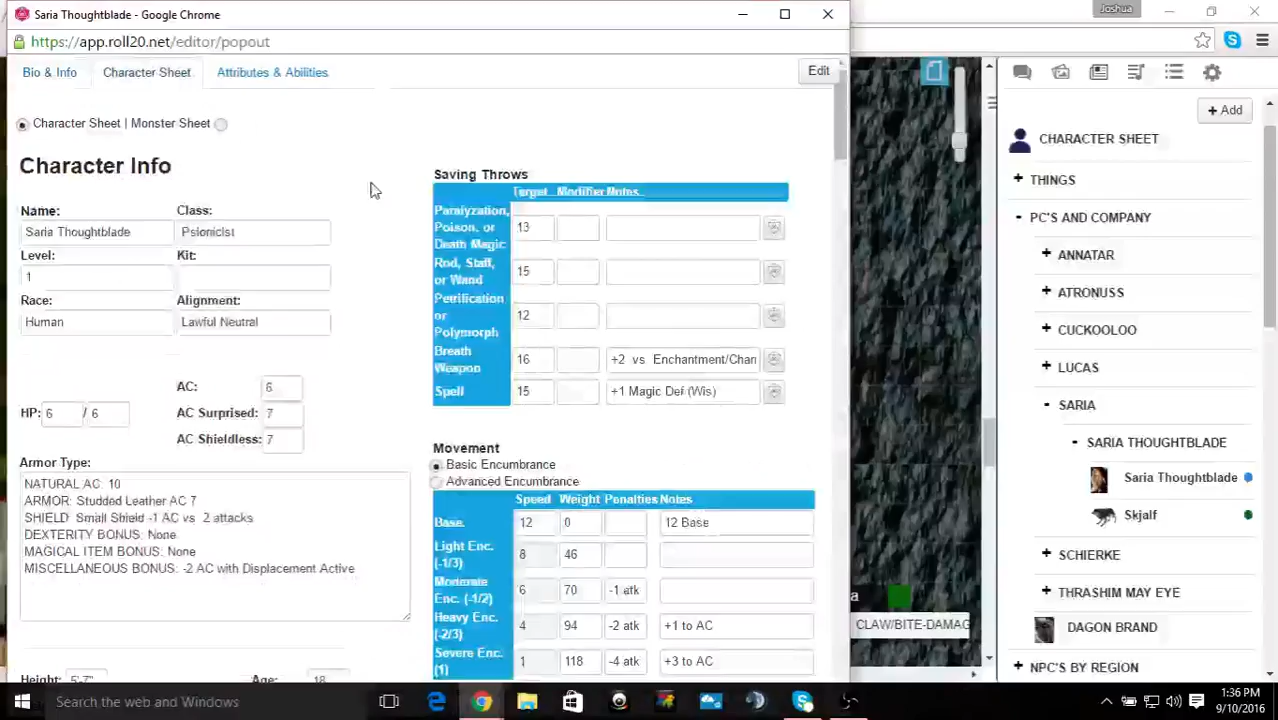 Saria Thoughtblade - Google Chrome
Joshua
https://app.roll20.net/editor/popout
Bio & Info
Character Sheet
Attributes & Abilities
Edit
Character Sheet | Monster Sheet
Character Info
Name:
Class:
Saria Thoughtblade
Psionicist
Level:
Kit:
1
Race:
Alignment:
Human
Lawful Neutral
AC: 6
HP: 6 / 6
AC Surprised: 7
AC Shieldless: 7
Armor Type:
NATURAL AC: 10
ARMOR: Studded Leather AC 7
SHIELD: Small Shield -1 AC vs. 2 attacks
DEXTERITY BONUS: None
MAGICAL ITEM BONUS: None
MISCELLANEOUS BONUS: -2 AC with Displacement Active
Height: 5'-7"
Age: 18
Saving Throws
Target Modifier Notes
Paralyzation, Poison, or Death Magic 13
Rod, Staff, or Wand 15
Petrification or Polymorph 12
Breath Weapon 16 +2 vs Enchantment/Char
Spell 15 +1 Magic Def (Wis)
Movement
Basic Encumbrance
Advanced Encumbrance
Speed Weight Penalties Notes
Base. 12 0 12 Base
Light Enc. (-1/3) 8 46
Moderate Enc. (-1/2) 6 70 -1 atk
Heavy Enc. (-2/3) 4 94 -2 atk +1 to AC
Severe Enc. (1) 1 118 -4 atk +3 to AC
a
CLAW/BITE-DAMAG
+ Add
CHARACTER SHEET
+ THINGS
- PC'S AND COMPANY
+ ANNATAR
+ ATRONUSS
+ CUCKOOLOO
+ LUCAS
- SARIA
- SARIA THOUGHTBLADE
Saria Thoughtblade
Skjalf
+ SCHIERKE
+ THRASHIM MAY EYE
DAGON BRAND
+ NPC'S BY REGION
Search the web and Windows
1:36 PM
9/10/2016